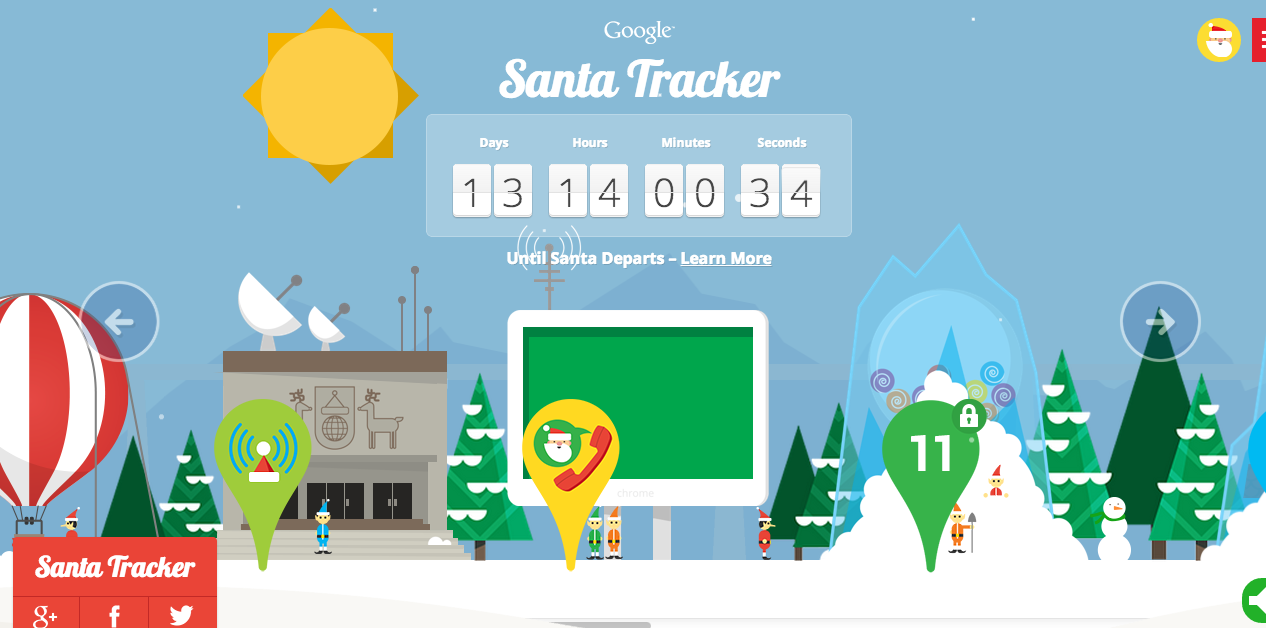 Google™
Santa Tracker
Days Hours Minutes Seconds
13 14 00 34
Until Santa Departs – Learn More
11
chrome
Santa Tracker
g+ f